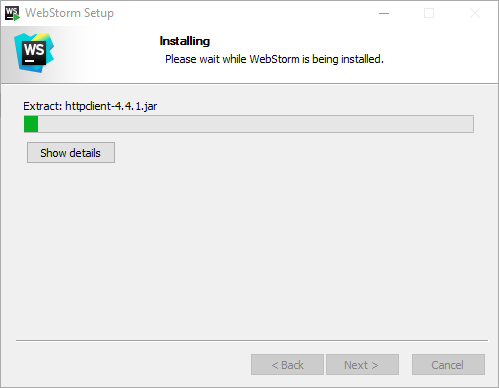 WS WebStorm Setup
WS
Installing
Please wait while WebStorm is being installed.
Extract: httpclient-4.4.1.jar
Show details
< Back Next > Cancel